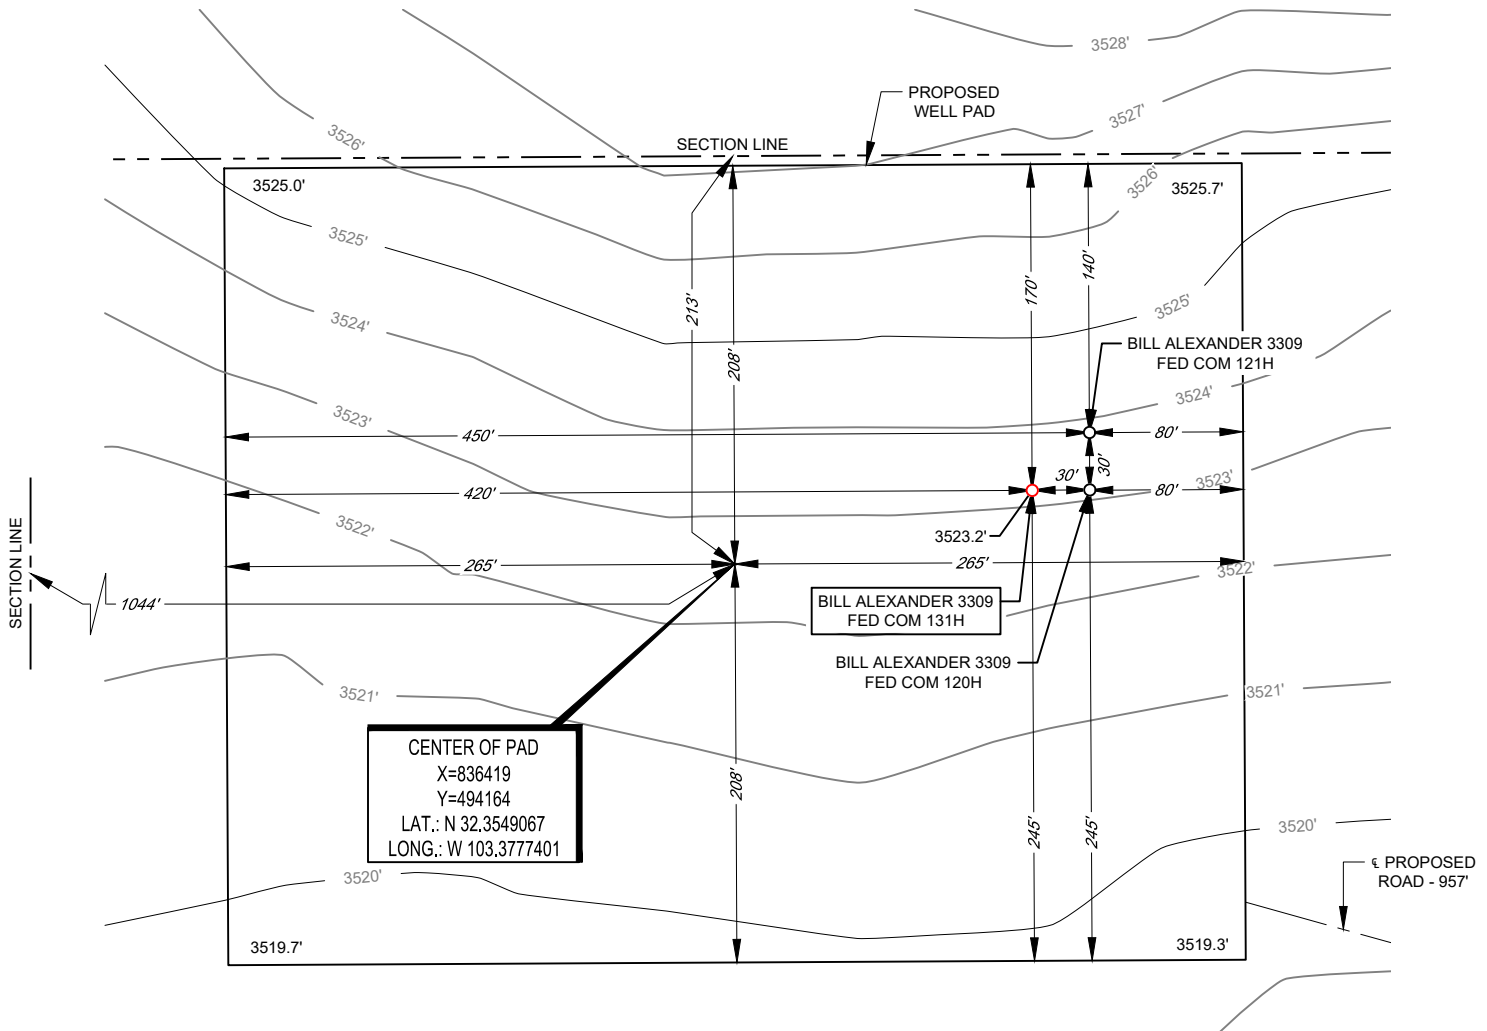 3528'
PROPOSED
WELL PAD
3527'
3526'
SECTION LINE
3525.0'
3526'
3525.7'
3525'
170'
140'
213'
3525'
3524'
208'
BILL ALEXANDER 3309
FED COM 121H
3524'
3523'
450'
80'
30'
30'
3523'
420'
80'
3522'
3523.2'
SECTION LINE
265'
265'
3522'
1044'
BILL ALEXANDER 3309
FED COM 131H
BILL ALEXANDER 3309
FED COM 120H
3521'
3521'
CENTER OF PAD
X=836419
Y=494164
LAT.: N 32.3549067
LONG.: W 103.3777401
208'
245'
245'
3520'
℄ PROPOSED
ROAD - 957'
3520'
3519.7'
3519.3'